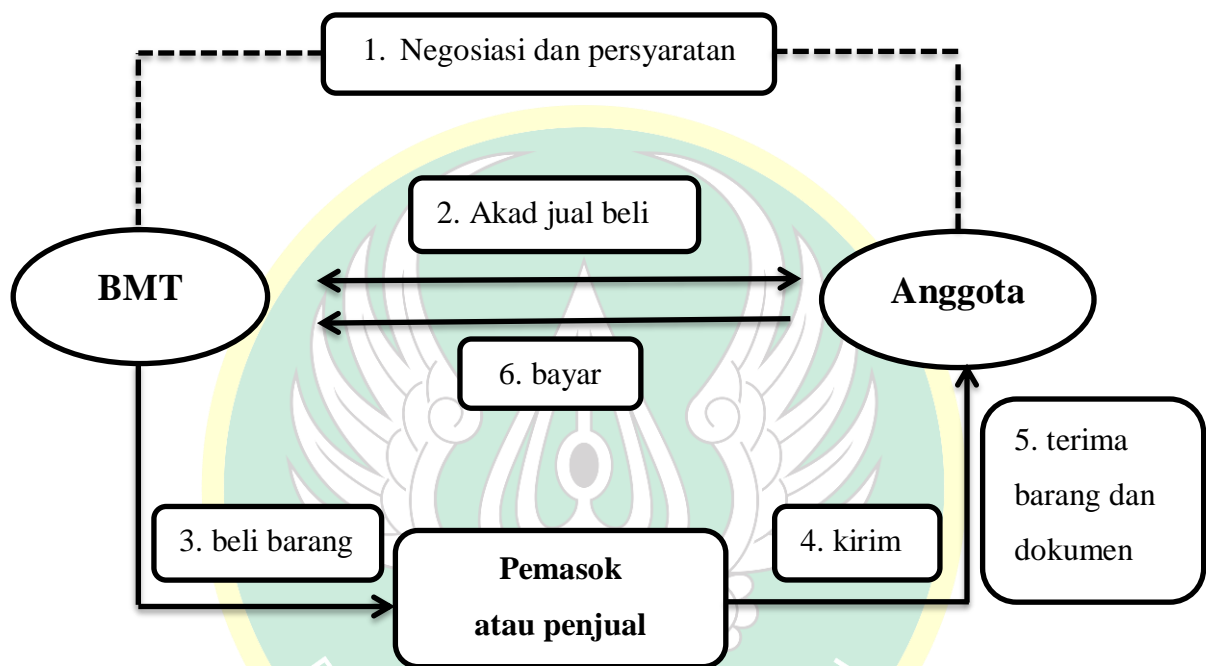 1. Negosiasi dan persyaratan
2. Akad jual beli
BMT
Anggota
6. bayar
5. terima
barang dan
dokumen
3. beli barang
4. kirim
Pemasok
atau penjual